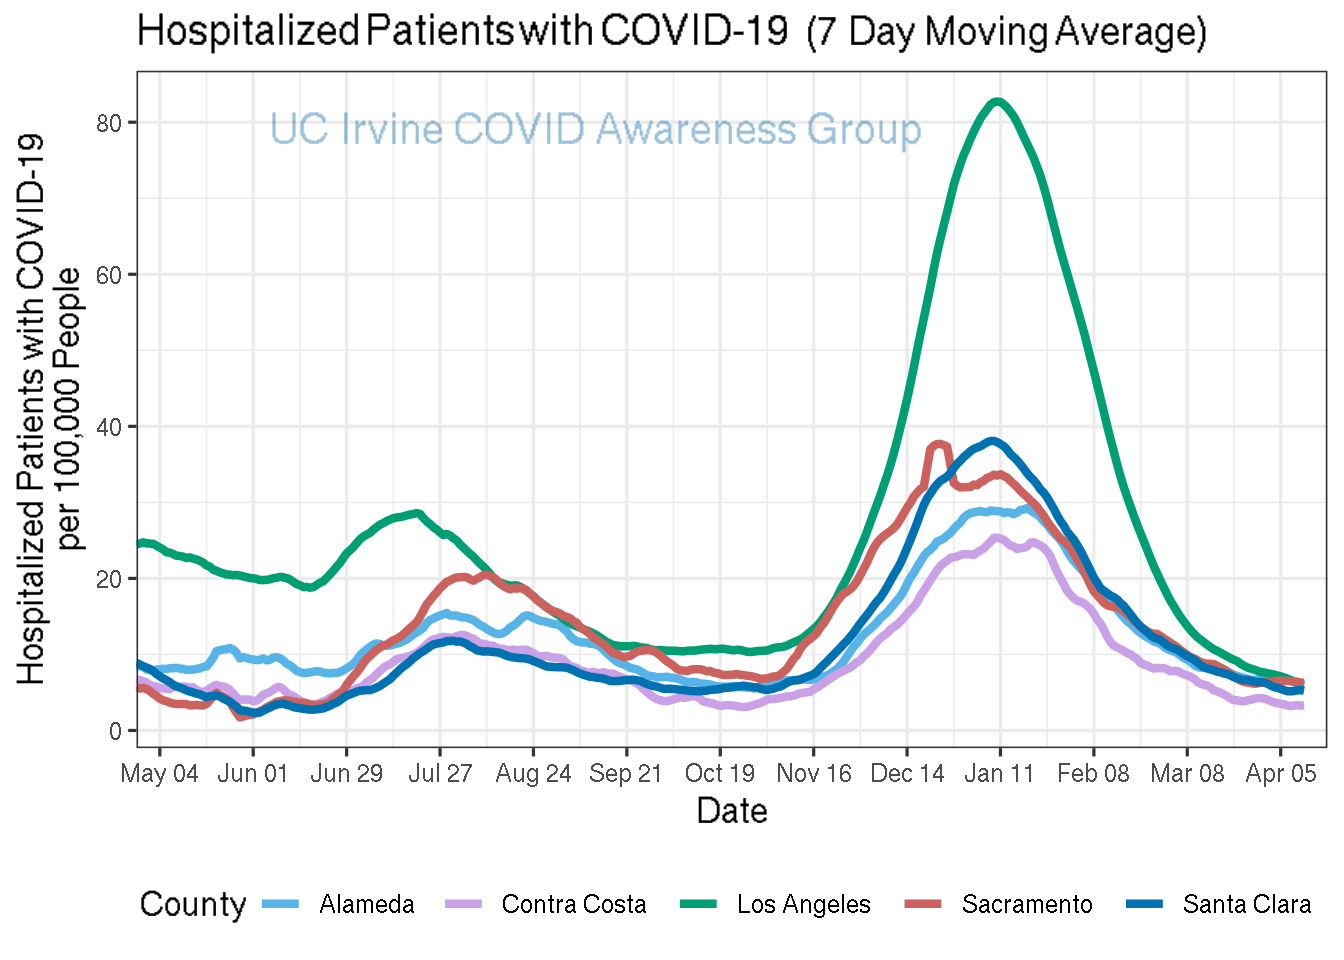 Hospitalized Patients with COVID-19 (7 Day Moving Average)
UC Irvine COVID Awareness Group
Hospitalized Patients with COVID-19
per 100,000 People
80
60
40
20
0
May 04 Jun 01 Jun 29 Jul 27 Aug 24 Sep 21 Oct 19 Nov 16 Dec 14 Jan 11 Feb 08 Mar 08 Apr 05
Date
County Alameda Contra Costa Los Angeles Sacramento Santa Clara